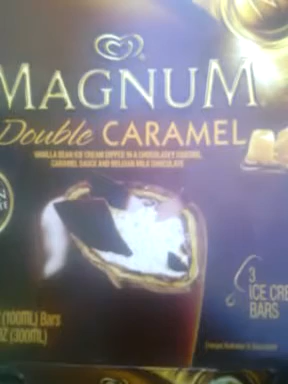 MAGNUM
Double CARAMEL
VANILLA BEAN ICE CREAM DIPPED IN A CHOCOLATEY COATING,
CARAMEL SAUCE AND BELGIAN MILK CHOCOLATE
3
ICE CRE
BARS
(100mL) Bars
OZ (300mL)